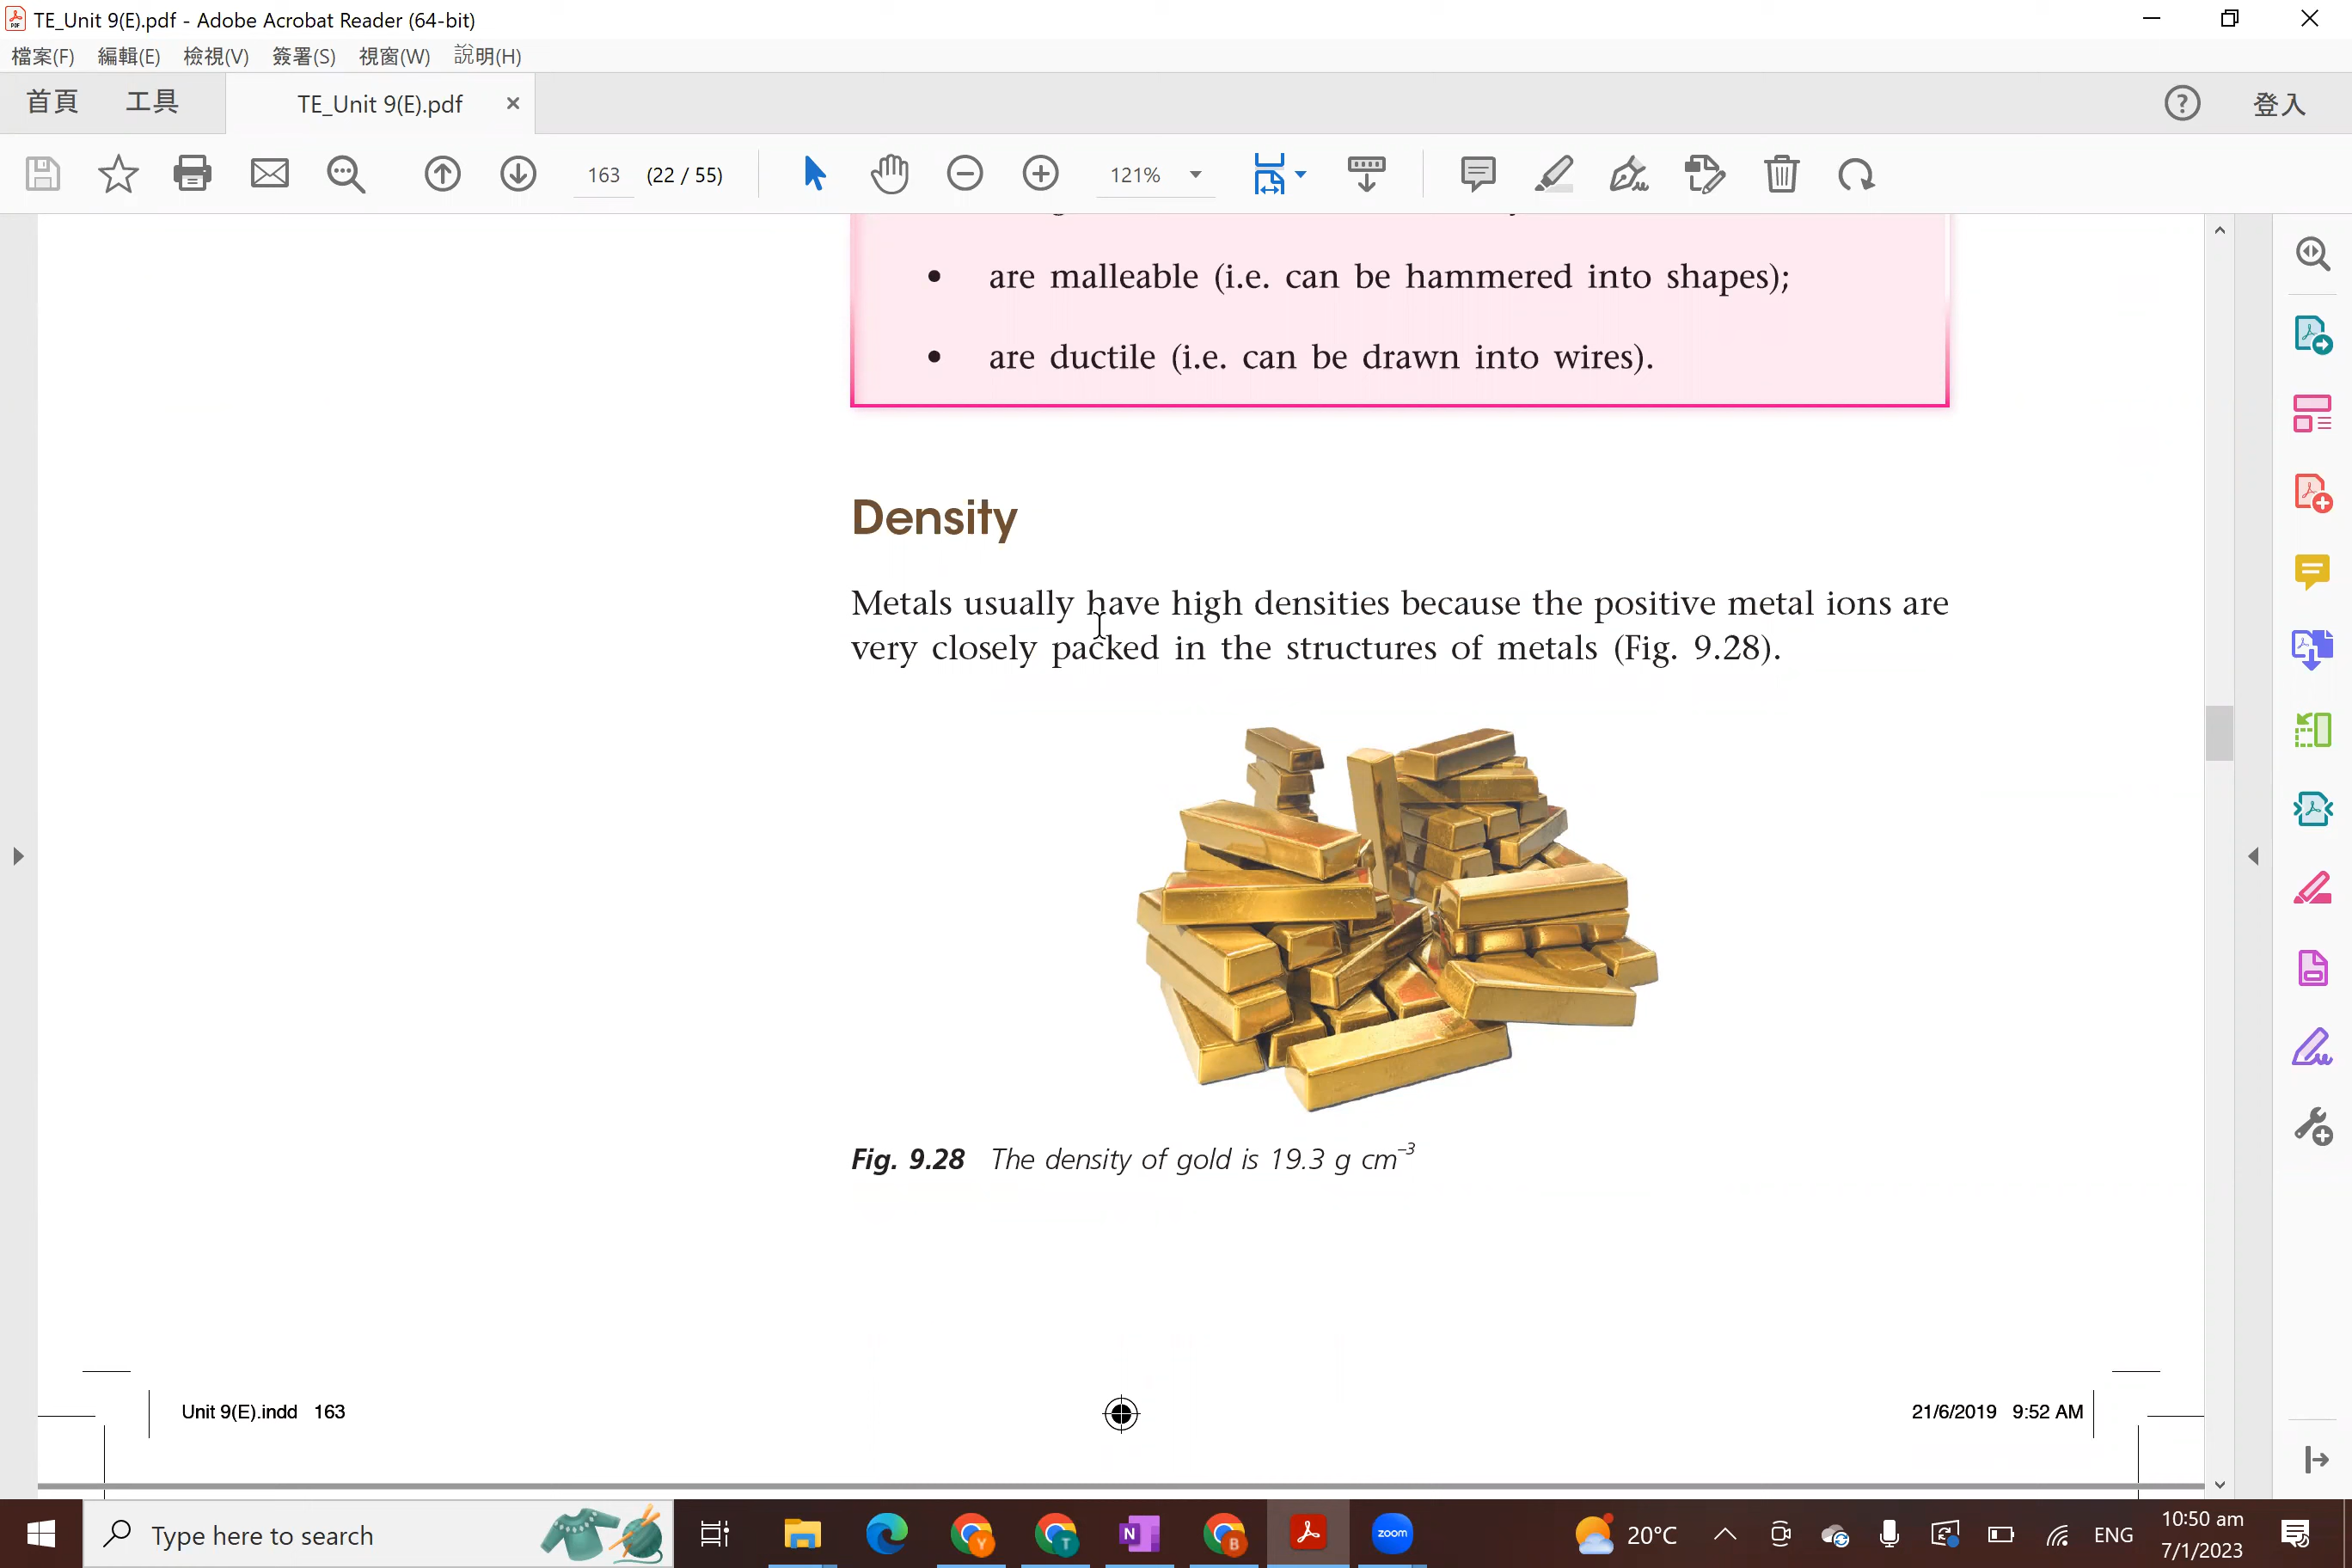 TE_Unit 9(E).pdf - Adobe Acrobat Reader (64-bit)
檔案(F) 編輯(E) 檢視(V) 簽署(S) 視窗(W) 說明(H)
首頁 工具 TE_Unit 9(E).pdf 登入
163 (22 / 55) 121%
• are malleable (i.e. can be hammered into shapes);
• are ductile (i.e. can be drawn into wires).
Density
Metals usually have high densities because the positive metal ions are
very closely packed in the structures of metals (Fig. 9.28).
Fig. 9.28 The density of gold is 19.3 g cm⁻³
Unit 9(E).indd 163 21/6/2019 9:52 AM
Type here to search zoom 20°C ENG 10:50 am
7/1/2023